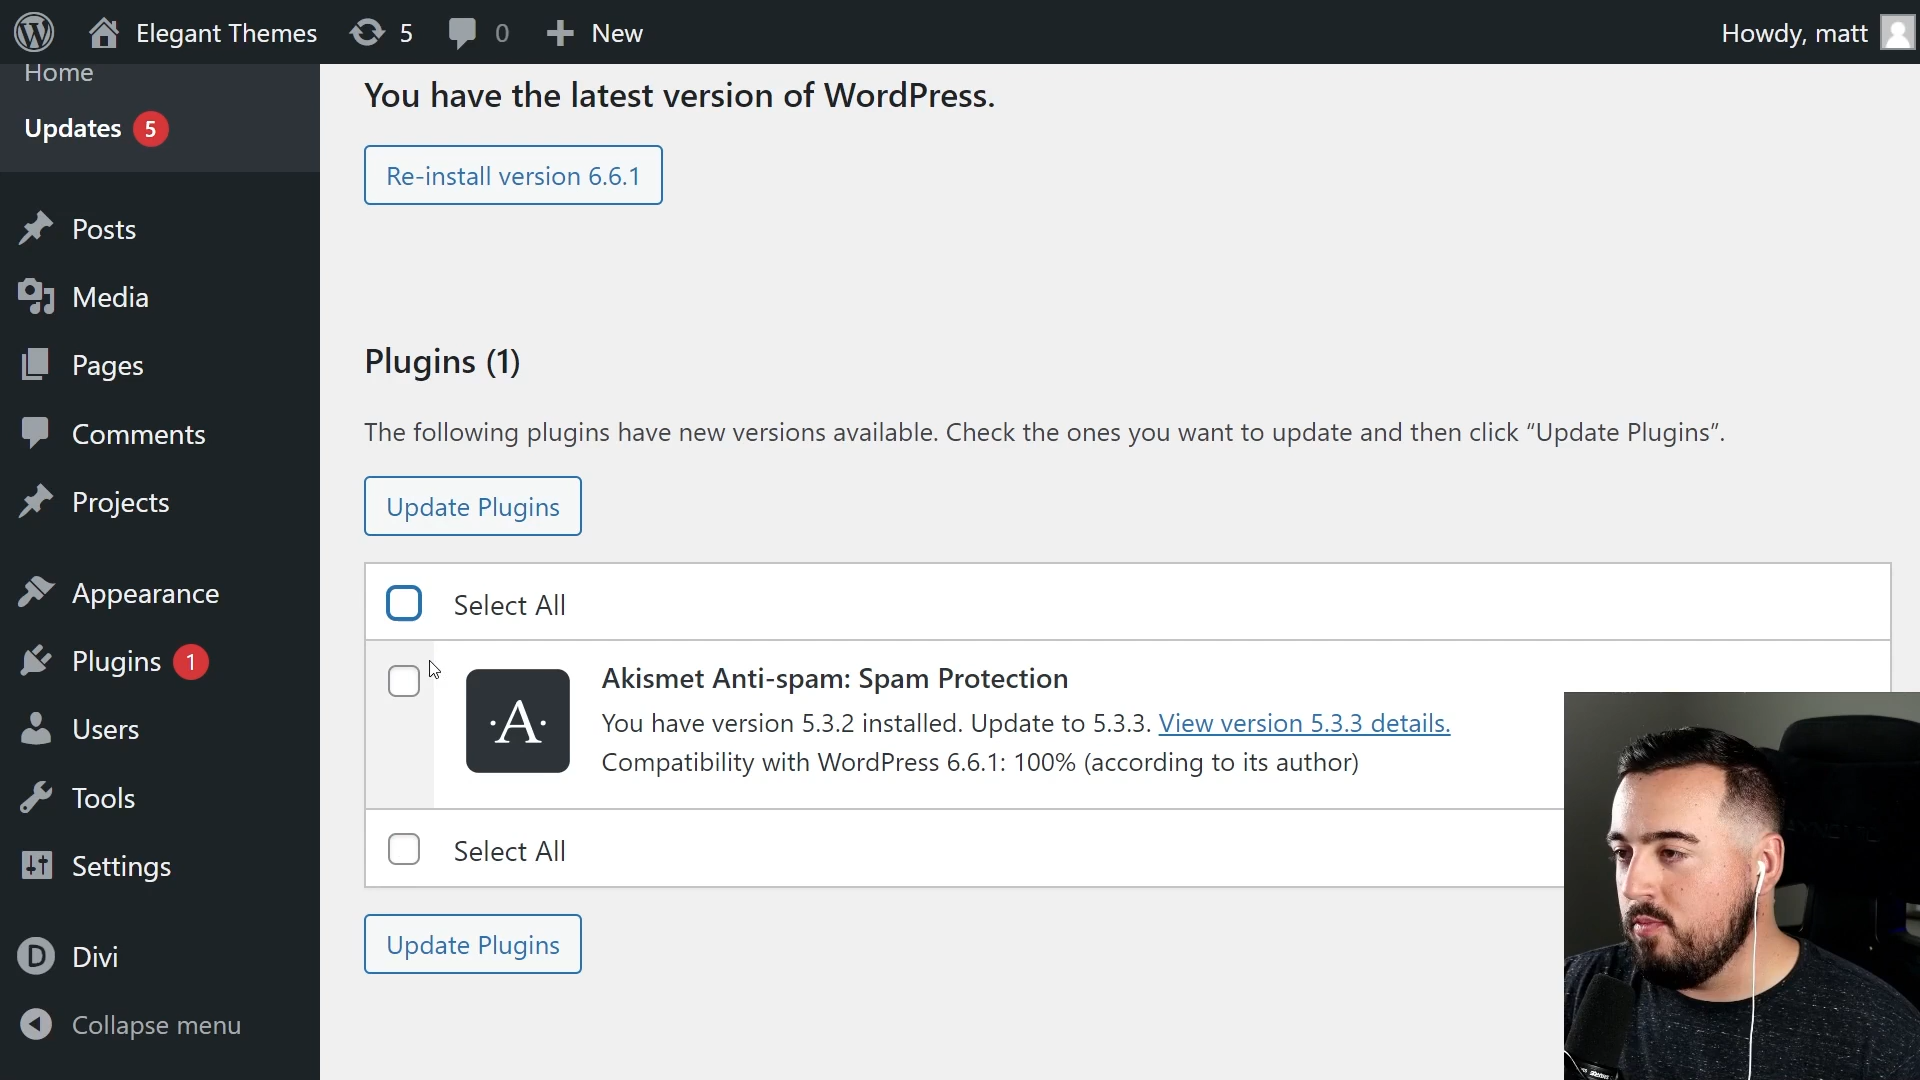 Elegant Themes 5 0 New Howdy, matt
Home
Updates 5
Posts
Media
Pages
Comments
Projects
Appearance
Plugins 1
Users
Tools
Settings
Divi
Collapse menu
You have the latest version of WordPress.
Re-install version 6.6.1
Plugins (1)
The following plugins have new versions available. Check the ones you want to update and then click “Update Plugins”.
Update Plugins
Select All
·A·
Akismet Anti-spam: Spam Protection
You have version 5.3.2 installed. Update to 5.3.3. View version 5.3.3 details.
Compatibility with WordPress 6.6.1: 100% (according to its author)
Select All
Update Plugins